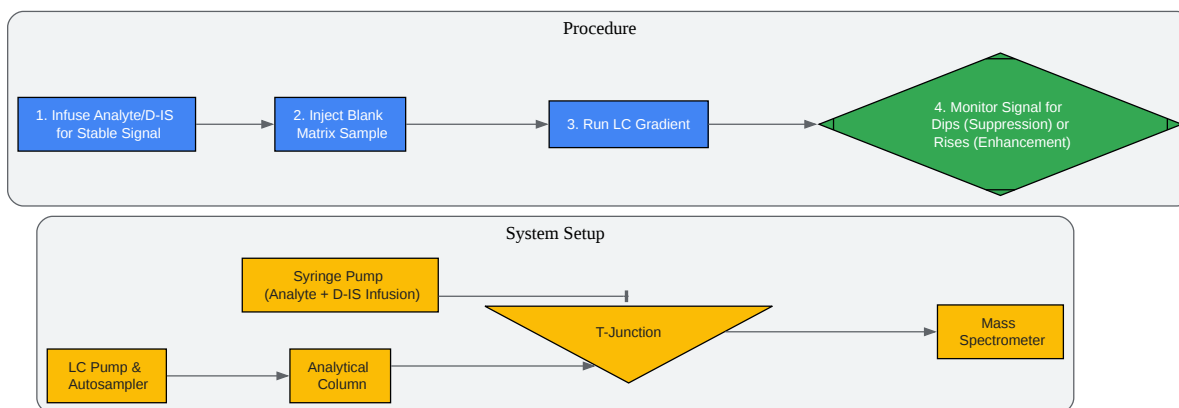 Procedure
1. Infuse Analyte/D-IS
for Stable Signal
2. Inject Blank
Matrix Sample
3. Run LC Gradient
4. Monitor Signal for
Dips (Suppression) or
Rises (Enhancement)
System Setup
Syringe Pump
(Analyte + D-IS Infusion)
T-Junction
Mass
Spectrometer
LC Pump &
Autosampler
Analytical
Column